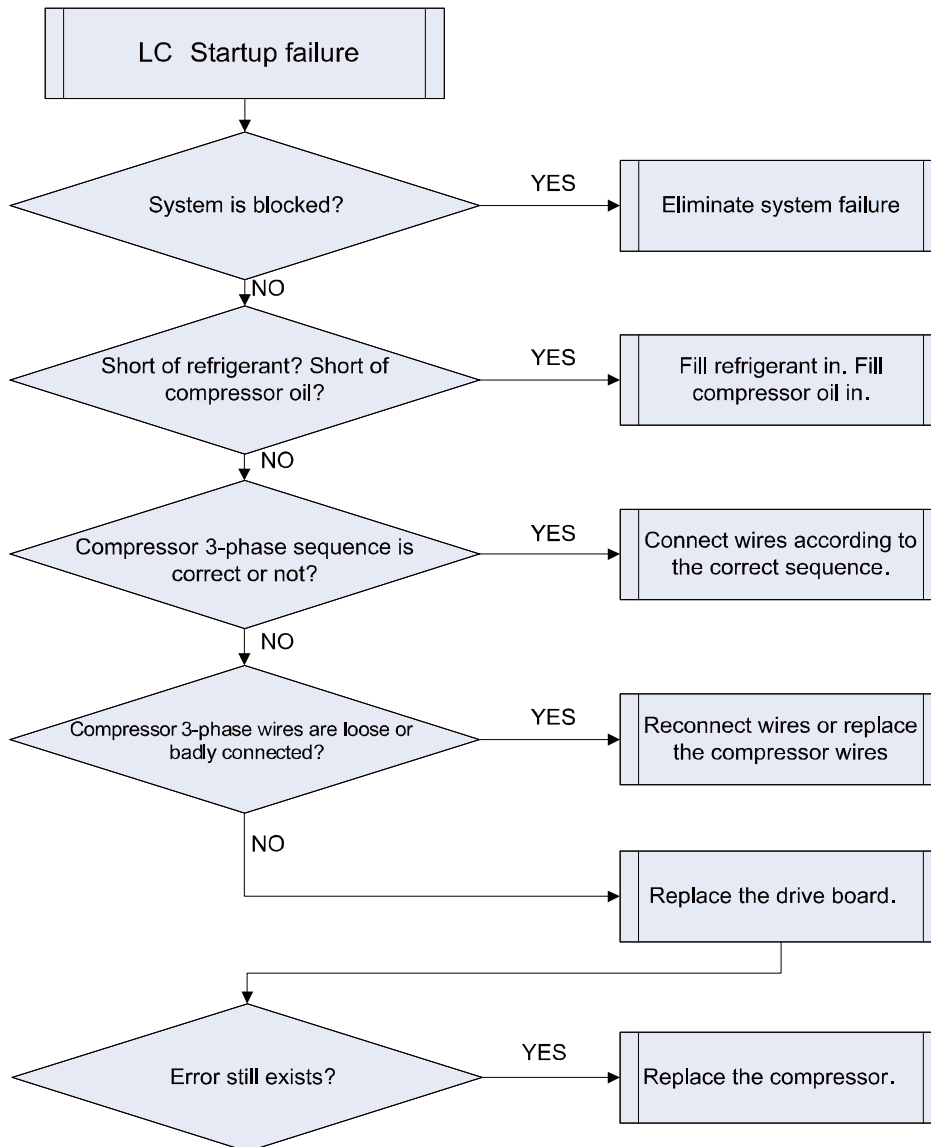 LC Startup failure
System is blocked?
YES
Eliminate system failure
NO
Short of refrigerant? Short of
compressor oil?
YES
Fill refrigerant in. Fill
compressor oil in.
NO
Compressor 3-phase sequence is
correct or not?
YES
Connect wires according to
the correct sequence.
NO
Compressor 3-phase wires are loose or
badly connected?
YES
Reconnect wires or replace
the compressor wires
NO
Replace the drive board.
Error still exists?
YES
Replace the compressor.